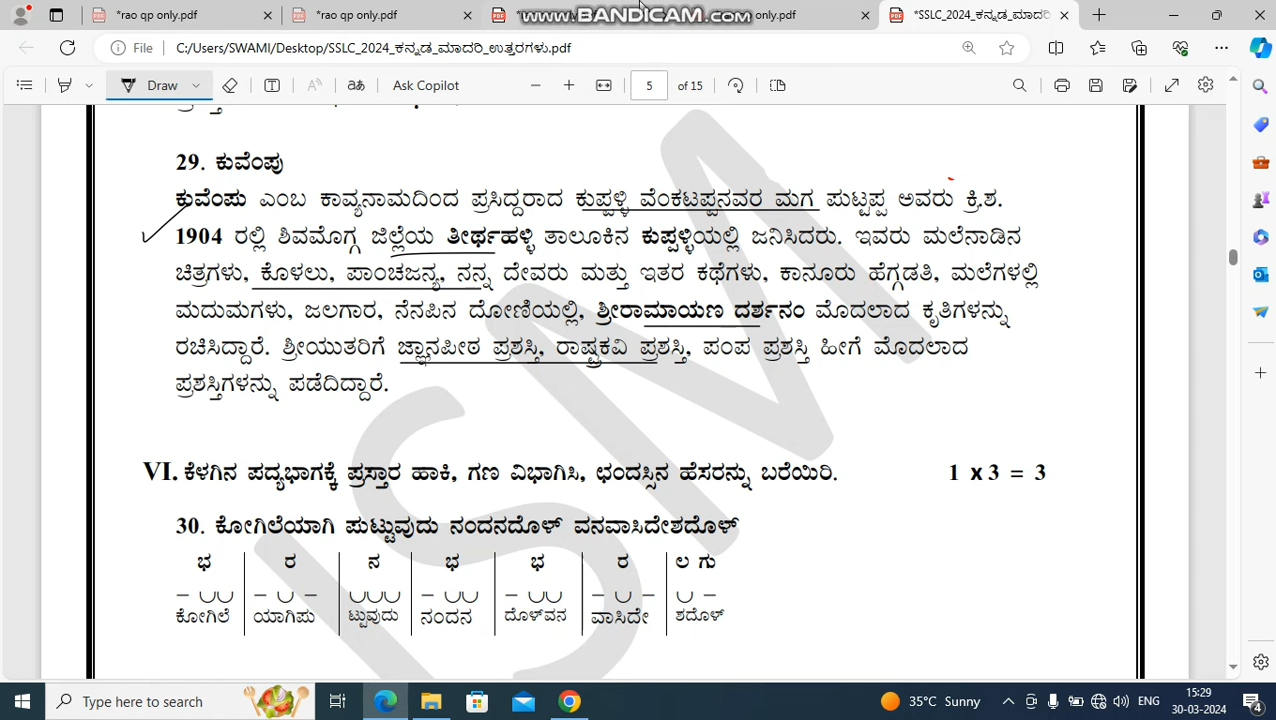 *rao qp only.pdf
*rao qp only.pdf
www.BANDICAM.com
only.pdf
*SSLC_2024_ಕನ್ನಡ_ಮಾದರಿ
File
C:/Users/SWAMI/Desktop/SSLC_2024_ಕನ್ನಡ_ಮಾದರಿ_ಉತ್ತರಗಳು.pdf
Draw
aあ
Ask Copilot
5 of 15
29. ಕುವೆಂಪು
ಕುವೆಂಪು ಎಂಬ ಕಾವ್ಯನಾಮದಿಂದ ಪ್ರಸಿದ್ದರಾದ ಕುಪ್ಪಳ್ಳಿ ವೆಂಕಟಪ್ಪನವರ ಮಗ ಪುಟ್ಟಪ್ಪ ಅವರು ಕ್ರಿ.ಶ.
1904 ರಲ್ಲಿ ಶಿವಮೊಗ್ಗ ಜಿಲ್ಲೆಯ ತೀರ್ಥಹಳ್ಳಿ ತಾಲೂಕಿನ ಕುಪ್ಪಳ್ಳಿಯಲ್ಲಿ ಜನಿಸಿದರು. ಇವರು ಮಲೆನಾಡಿನ
ಚಿತ್ರಗಳು, ಕೊಳಲು, ಪಾಂಚಜನ್ಯ, ನನ್ನ ದೇವರು ಮತ್ತು ಇತರ ಕಥೆಗಳು, ಕಾನೂರು ಹೆಗ್ಗಡತಿ, ಮಲೆಗಳಲ್ಲಿ
ಮದುಮಗಳು, ಜಲಗಾರ, ನೆನಪಿನ ದೋಣಿಯಲ್ಲಿ, ಶ್ರೀರಾಮಾಯಣ ದರ್ಶನಂ ಮೊದಲಾದ ಕೃತಿಗಳನ್ನು
ರಚಿಸಿದ್ದಾರೆ. ಶ್ರೀಯುತರಿಗೆ ಜ್ಞಾನಪೀಠ ಪ್ರಶಸ್ತಿ, ರಾಷ್ಟ್ರಕವಿ ಪ್ರಶಸ್ತಿ, ಪಂಪ ಪ್ರಶಸ್ತಿ ಹೀಗೆ ಮೊದಲಾದ
ಪ್ರಶಸ್ತಿಗಳನ್ನು ಪಡೆದಿದ್ದಾರೆ.
VI. ಕೆಳಗಿನ ಪದ್ಯಭಾಗಕ್ಕೆ ಪ್ರಸ್ತಾರ ಹಾಕಿ, ಗಣ ವಿಭಾಗಿಸಿ, ಛಂದಸ್ಸಿನ ಹೆಸರನ್ನು ಬರೆಯಿರಿ. 1 x 3 = 3
30. ಕೋಗಿಲೆಯಾಗಿ ಪುಟ್ಟುವುದು ನಂದನದೊಳ್ ವನವಾಸಿದೇಶದೊಳ್
ಭ ರ ನ ಭ ಭ ರ ಲ ಗು
– ∪∪ – ∪ – ∪∪∪ – ∪∪ – ∪∪ – ∪ – ∪ –
ಕೋಗಿಲೆ ಯಾಗಿಪು ಟ್ಟುವುದು ನಂದನ ದೊಳ್ವನ ವಾಸಿದೇ ಶದೊಳ್
ISM
Type here to search
35°C Sunny
ENG
15:29
30-03-2024
4